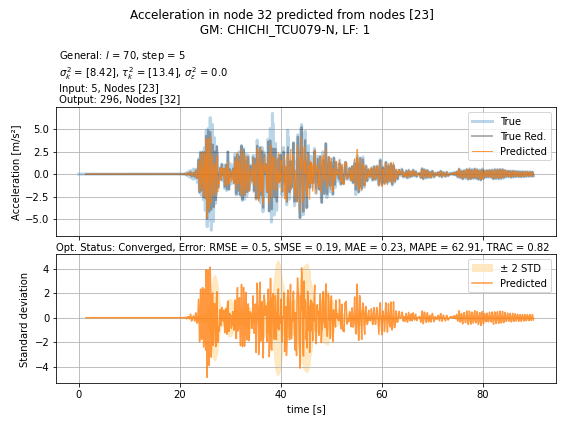 Acceleration in node 32 predicted from nodes [23]
GM: CHICHI_TCU079-N, LF: 1
General: l = 70, step = 5
σ²ₖ = [8.42], τ²ₖ = [13.4], σ²ε = 0.0
Input: 5, Nodes [23]
Output: 296, Nodes [32]
Acceleration [m/s²]
5.0
2.5
0.0
−2.5
−5.0
True
True Red.
Predicted
Opt. Status: Converged, Error: RMSE = 0.5, SMSE = 0.19, MAE = 0.23, MAPE = 62.91, TRAC = 0.82
Standard deviation
4
2
0
−2
−4
± 2 STD
Predicted
0 20 40 60 80
time [s]